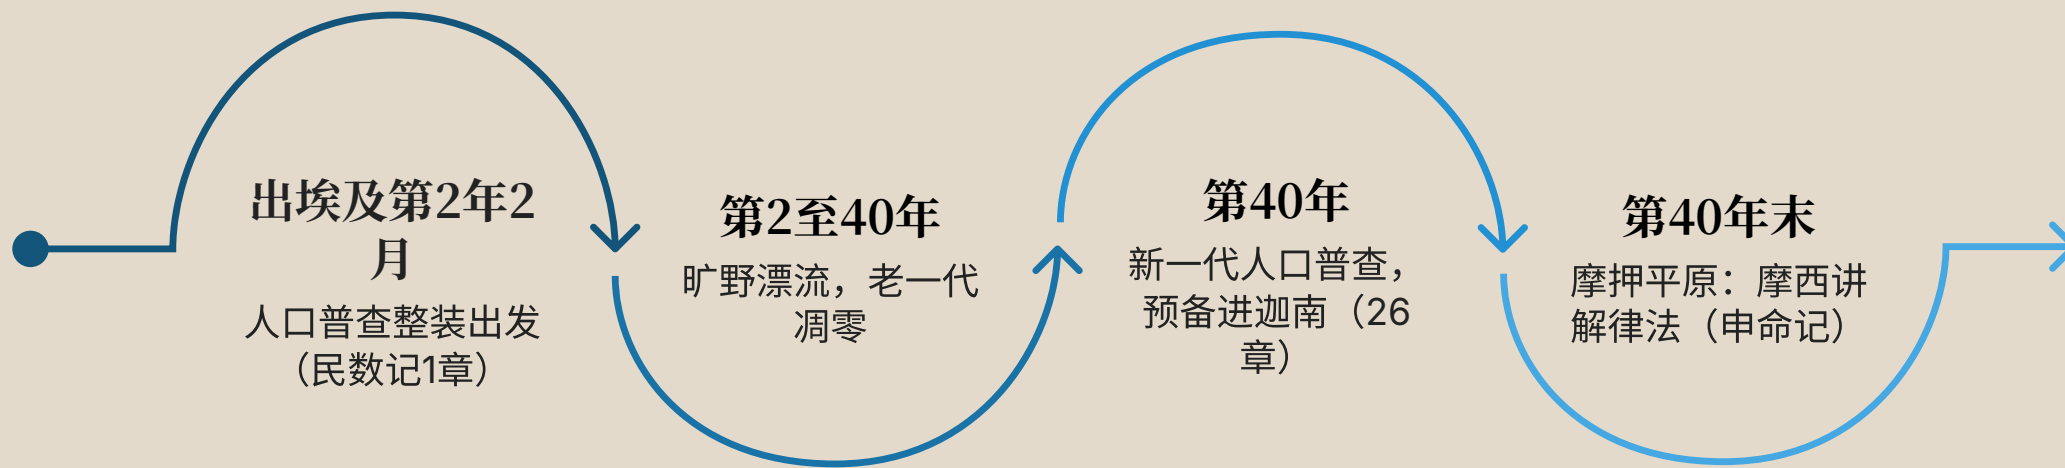 出埃及第2年2
月
人口普查整装出发
（民数记1章）
第2至40年
旷野漂流，老一代
凋零
第40年
新一代人口普查，
预备进迦南（26
章）
第40年末
摩押平原：摩西讲
解律法（申命记）